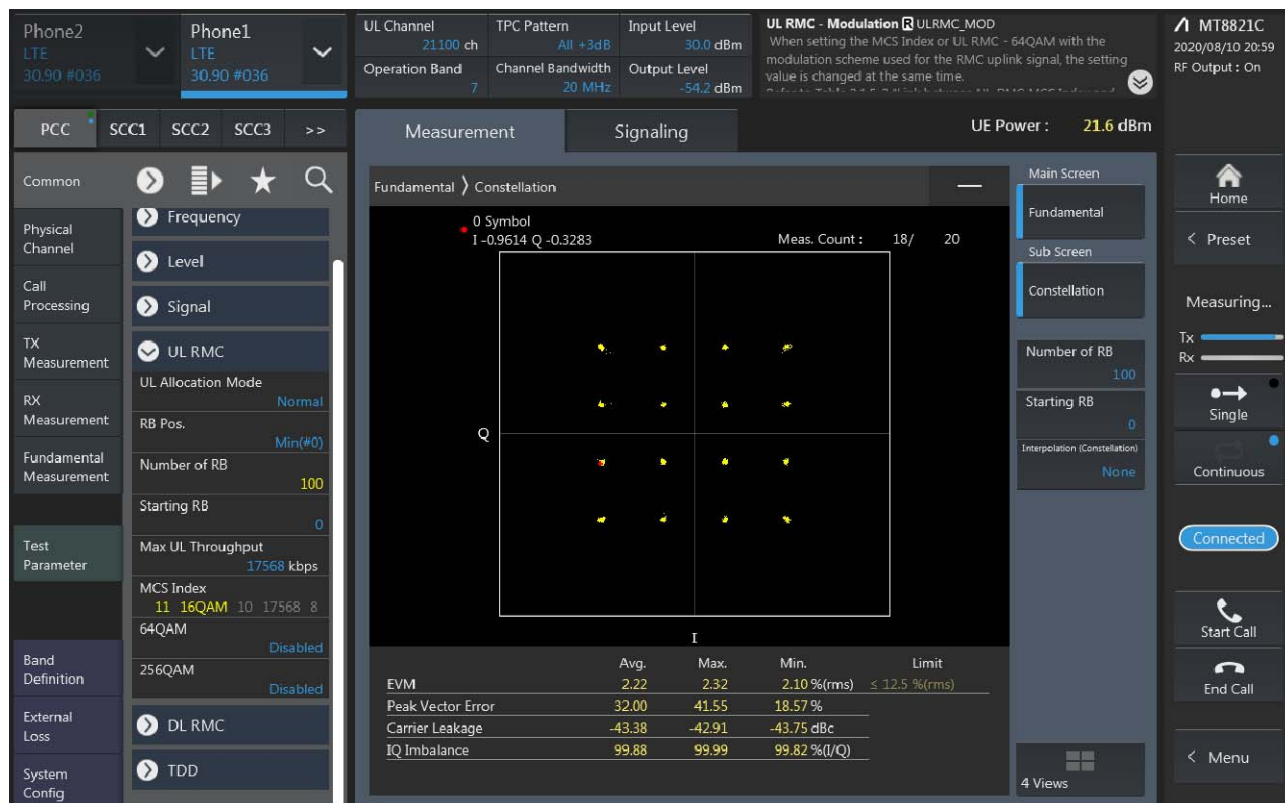 Phone2
LTE
30.90 #036
Phone1
LTE
30.90 #036
UL Channel
21100 ch
Operation Band
7
TPC Pattern
All +3dB
Channel Bandwidth
20 MHz
Input Level
30.0 dBm
Output Level
-54.2 dBm
UL RMC - Modulation R ULRMC_MOD
When setting the MCS Index or UL RMC -
64QAM with the
modulation scheme used for the RMC uplink signal, the setting
value is changed at the same time.
MT8821C
2020/08/10 20:59
RF Output : On
PCC SCC1 SCC2 SCC3 >>
Measurement
Signaling
UE Power : 21.6 dBm
Common
Physical
Channel
Call
Processing
TX
Measurement
RX
Measurement
Fundamental
Measurement
Test
Parameter
Band
Definition
External
Loss
System
Config
Frequency
Level
Signal
UL RMC
UL Allocation Mode
Normal
RB Pos.
Min(#0)
Number of RB
100
Starting RB
0
Max UL Throughput
17568 kbps
MCS Index
11 16QAM 10 17568 8
64QAM
Disabled
256QAM
Disabled
DL RMC
TDD
Fundamental 〉 Constellation
0 Symbol
I -0.9614 Q -0.3283
Meas. Count : 18/ 20
Q
I
Avg. Max. Min. Limit
EVM 2.22 2.32 2.10 %(rms) ≤ 12.5 %(rms)
Peak Vector Error 32.00 41.55 18.57 %
Carrier Leakage -43.38 -42.91 -43.75 dBc
IQ Imbalance 99.88 99.99 99.82 %(I/Q)
Main Screen
Fundamental
Sub Screen
Constellation
Number of RB
100
Starting RB
0
Interpolation (Constellation)
None
4 Views
Home
< Preset
Measuring...
Tx
Rx
Single
Continuous
Connected
Start Call
End Call
< Menu